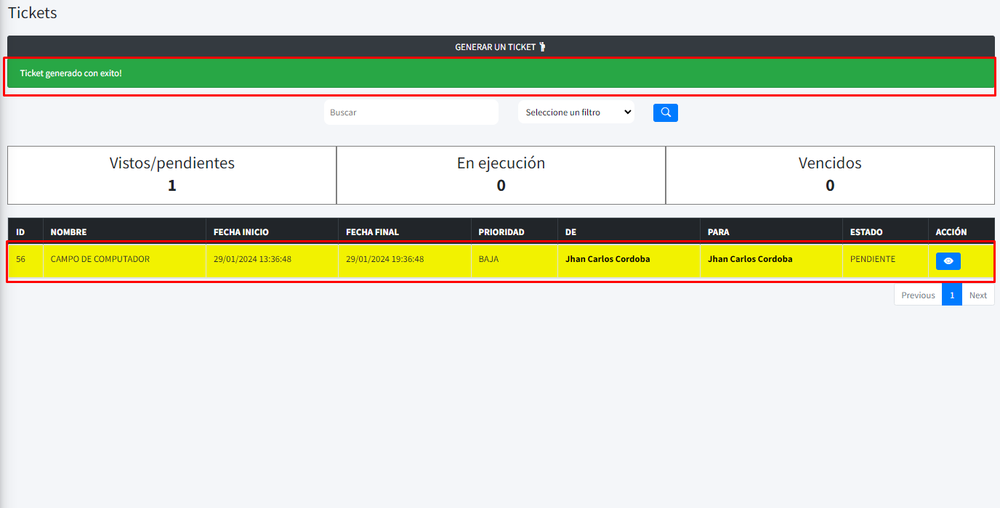 Tickets
GENERAR UN TICKET
Ticket generado con exito!
Buscar Seleccione un filtro
Vistos/pendientes En ejecución Vencidos
1 0 0
ID NOMBRE FECHA INICIO FECHA FINAL PRIORIDAD DE PARA ESTADO ACCIÓN
56 CAMPO DE COMPUTADOR 29/01/2024 13:36:48 29/01/2024 19:36:48 BAJA Jhan Carlos Cordoba Jhan Carlos Cordoba PENDIENTE
Previous 1 Next